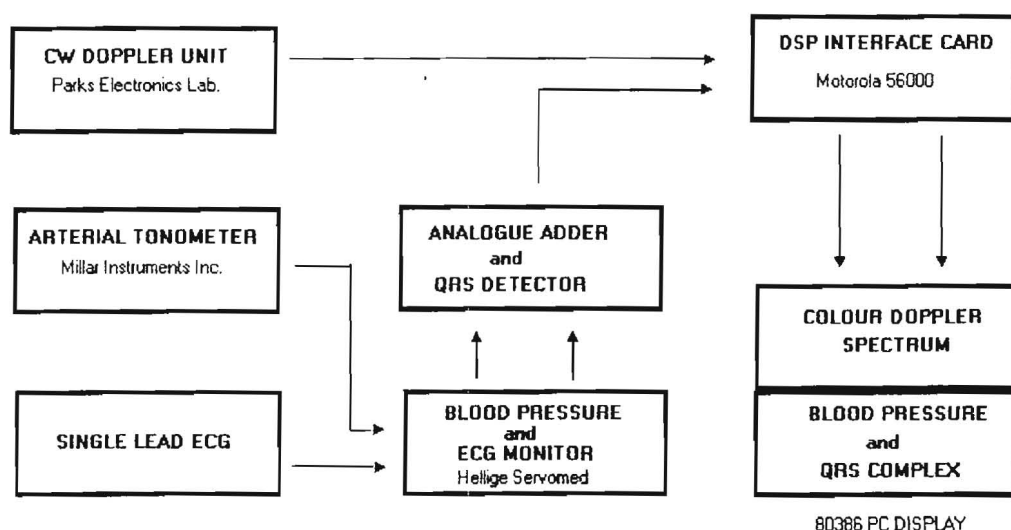 CW DOPPLER UNIT
Parks Electronics Lab.
DSP INTERFACE CARD
Motorola 56000
ARTERIAL TONOMETER
Millar Instruments Inc.
ANALOGUE ADDER
and
QRS DETECTOR
COLOUR DOPPLER
SPECTRUM
SINGLE LEAD ECG
BLOOD PRESSURE
and
ECG MONITOR
Hellige Servomed
BLOOD PRESSURE
and
QRS COMPLEX
80386 PC DISPLAY